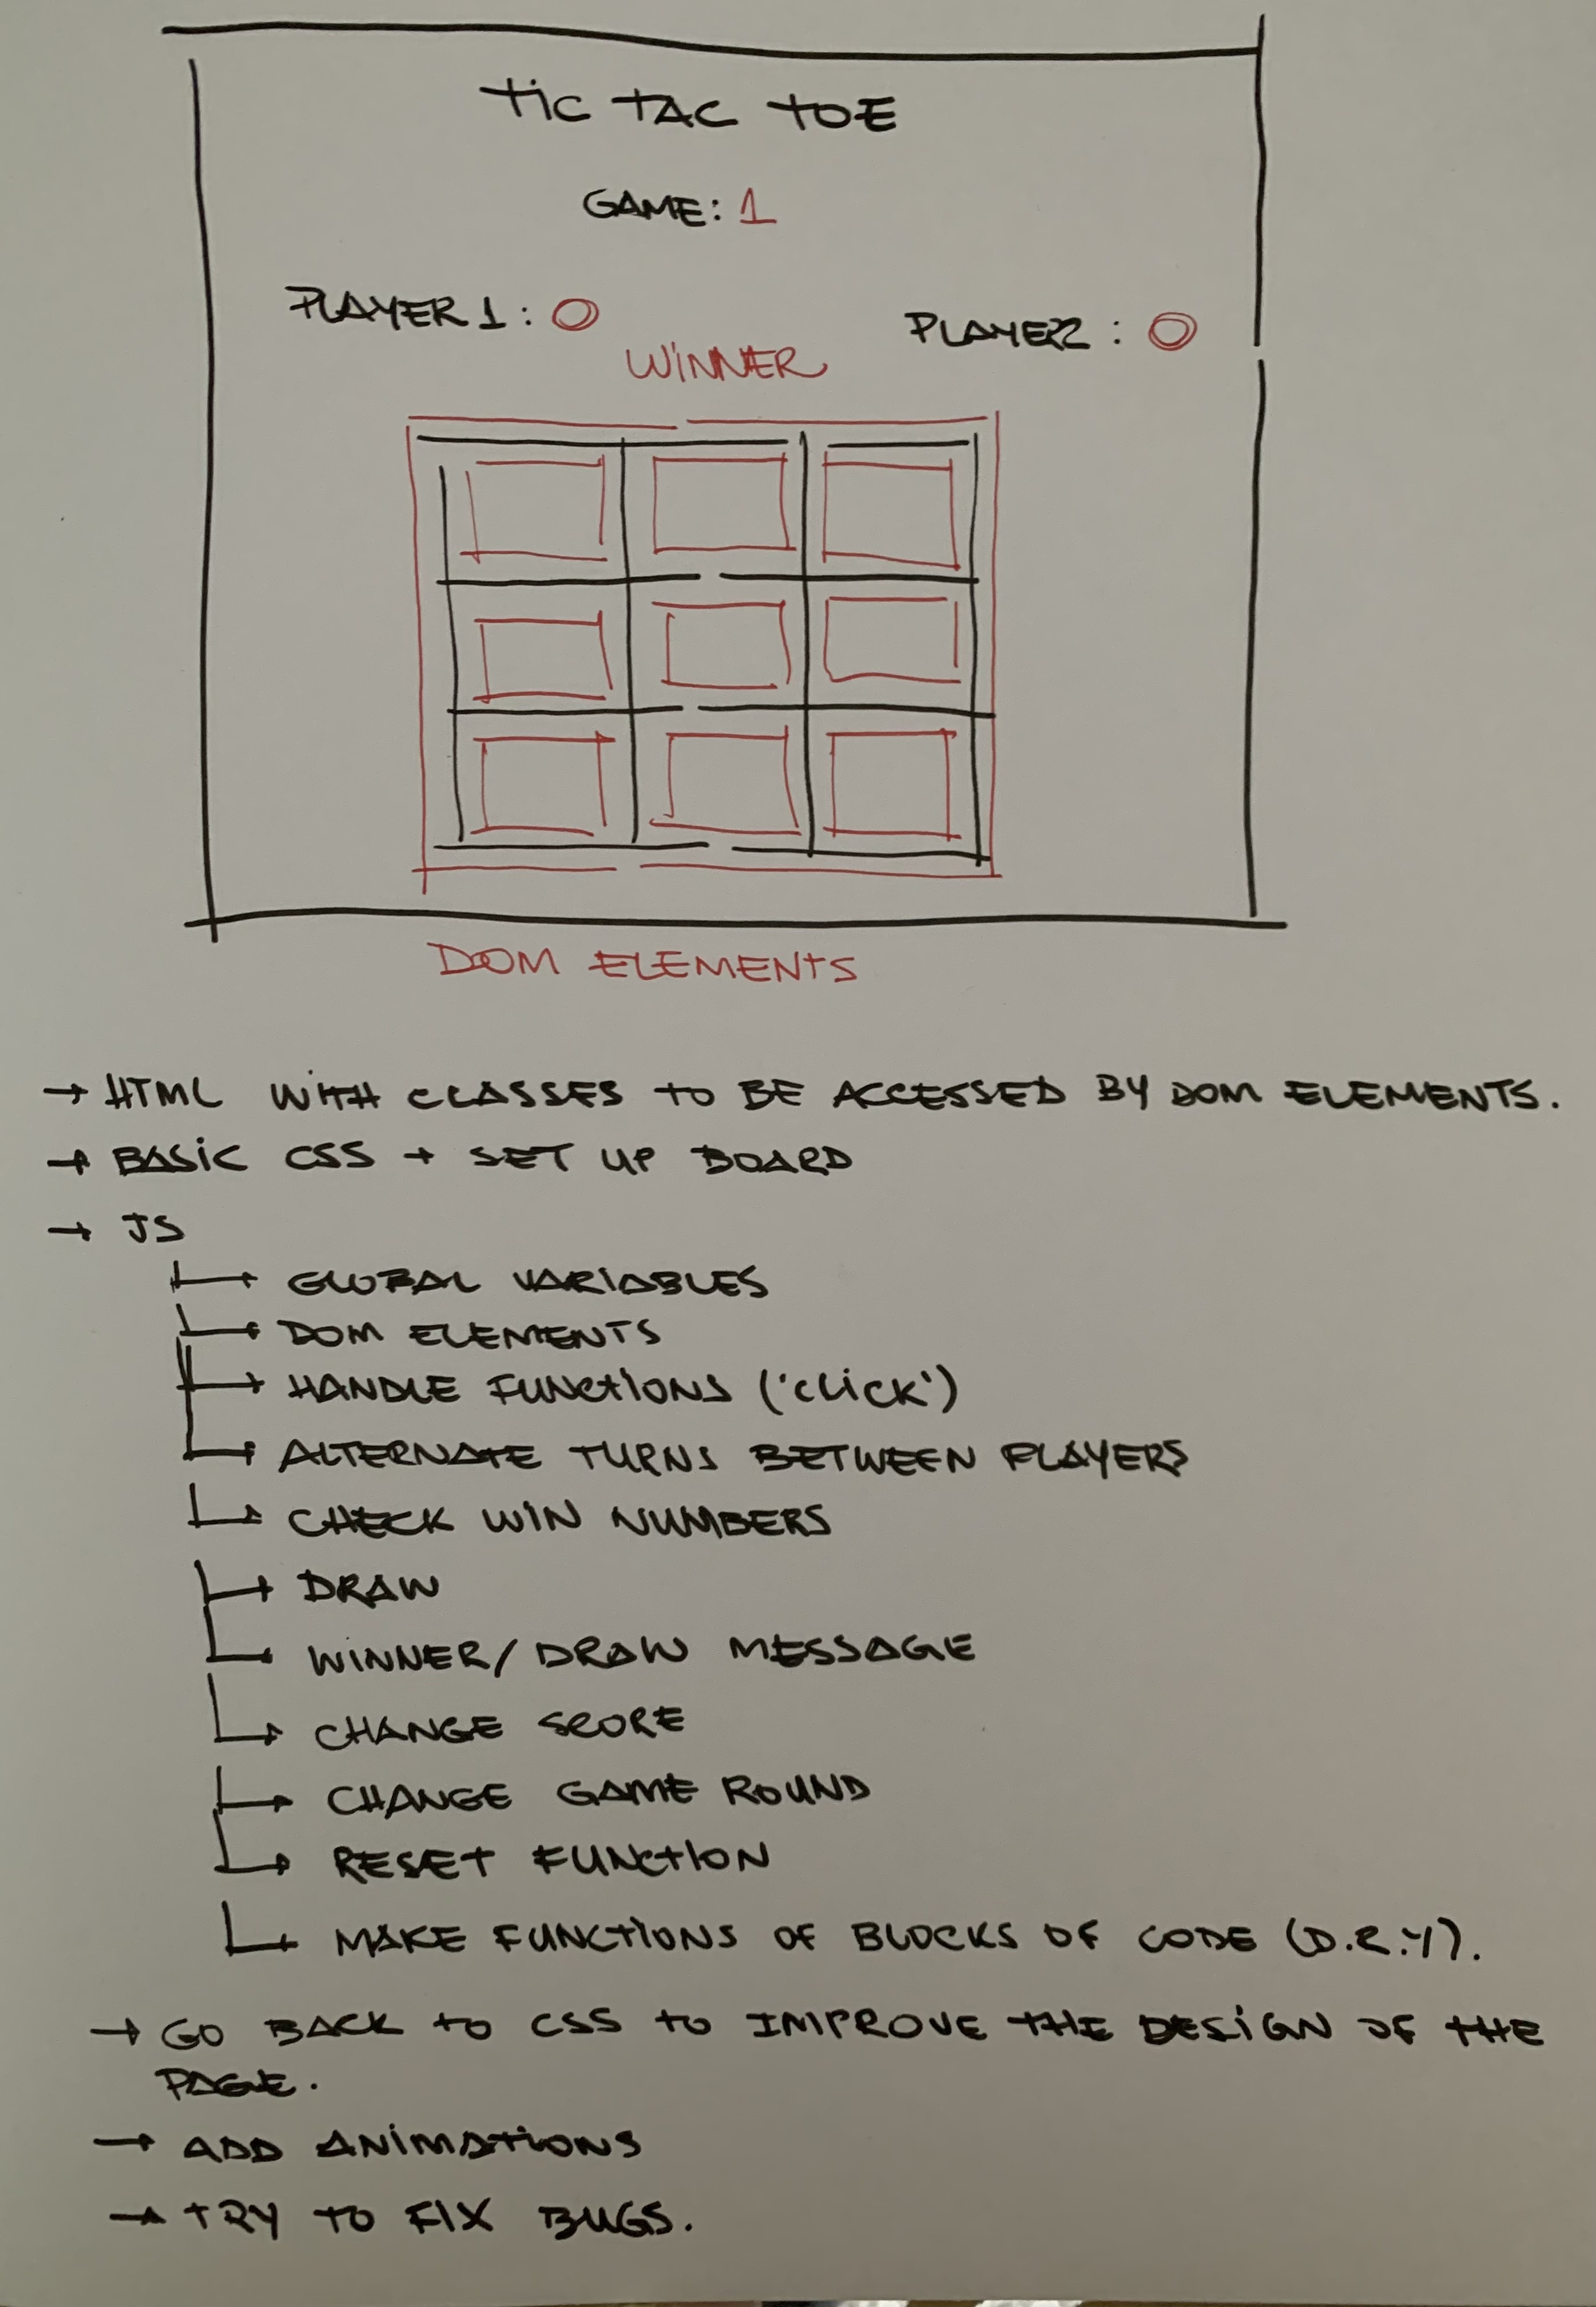 TIC TAC TOE
GAME: 1
PLAYER 1: O
PLAYER2 : O
WINNER
DOM ELEMENTS
→ HTML WITH CLASSES TO BE ACCESSED BY DOM ELEMENTS.
→ BASIC CSS + SET UP BOARD
→ JS
→ GLOBAL VARIABLES
→ DOM ELEMENTS
→ HANDLE FUNCTIONS ('CLICK')
→ ALTERNATE TURNS BETWEEN PLAYERS
→ CHECK WIN NUMBERS
→ DRAW
→ WINNER/DRAW MESSAGE
→ CHANGE SCORE
→ CHANGE GAME ROUND
→ RESET FUNCTION
→ MAKE FUNCTIONS OF BLOCKS OF CODE (D.R.Y).
→ GO BACK TO CSS TO IMPROVE THE DESIGN OF THE
PAGE.
→ ADD ANIMATIONS
→ TRY TO FIX BUGS.